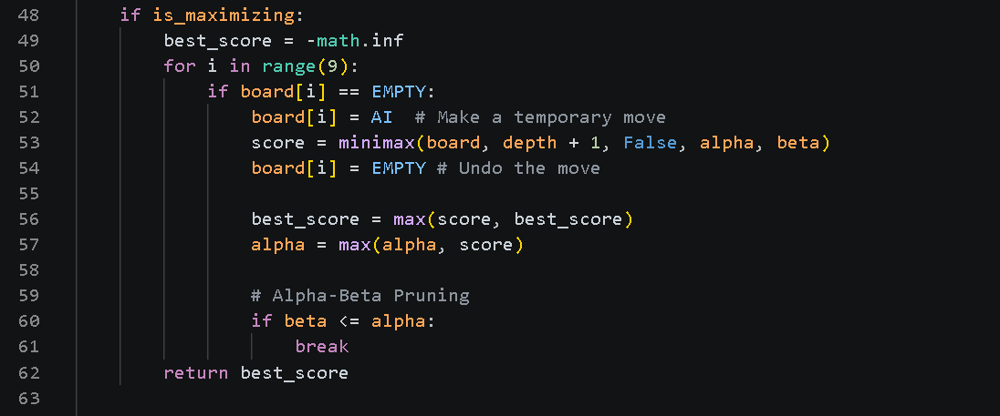 48 if is_maximizing:
49 best_score = -math.inf
50 for i in range(9):
51 if board[i] == EMPTY:
52 board[i] = AI  # Make a temporary move
53 score = minimax(board, depth + 1, False, alpha, beta)
54 board[i] = EMPTY # Undo the move
55
56 best_score = max(score, best_score)
57 alpha = max(alpha, score)
58
59 # Alpha-Beta Pruning
60 if beta <= alpha:
61 break
62 return best_score
63